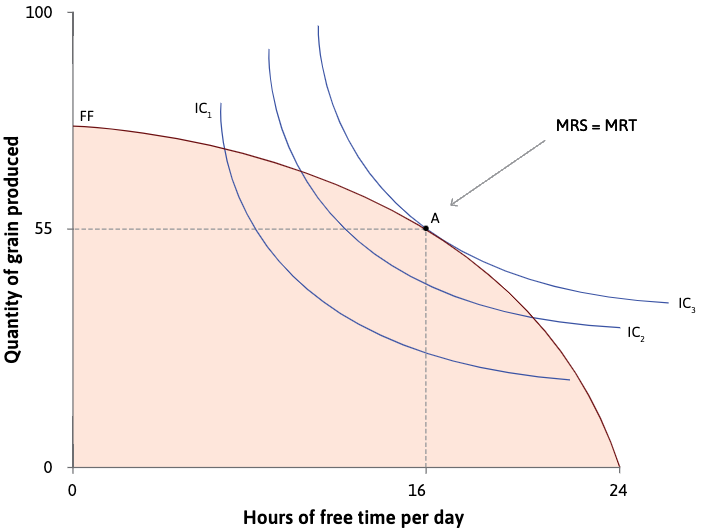 100
IC1
FF
MRS = MRT
A
55
IC3
IC2
0
0
16
24
Hours of free time per day
Quantity of grain produced